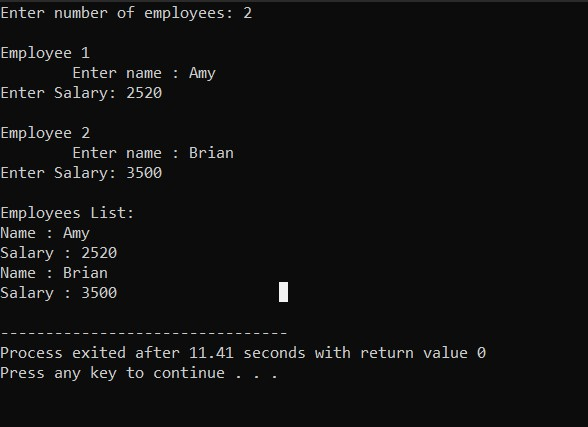 Enter number of employees: 2
Employee 1
Enter name : Amy
Enter Salary: 2520
Employee 2
Enter name : Brian
Enter Salary: 3500
Employees List:
Name : Amy
Salary : 2520
Name : Brian
Salary : 3500
--------------------------------
Process exited after 11.41 seconds with return value 0
Press any key to continue . . .